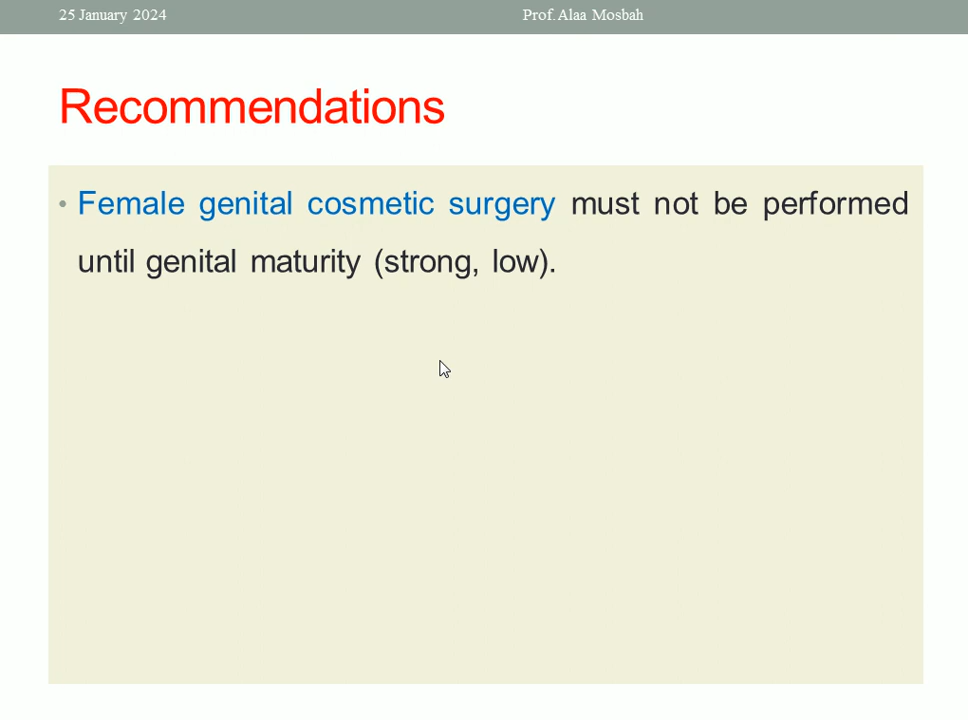 25 January 2024
Prof. Alaa Mosbah
Recommendations
• Female genital cosmetic surgery must not be performed
until genital maturity (strong, low).